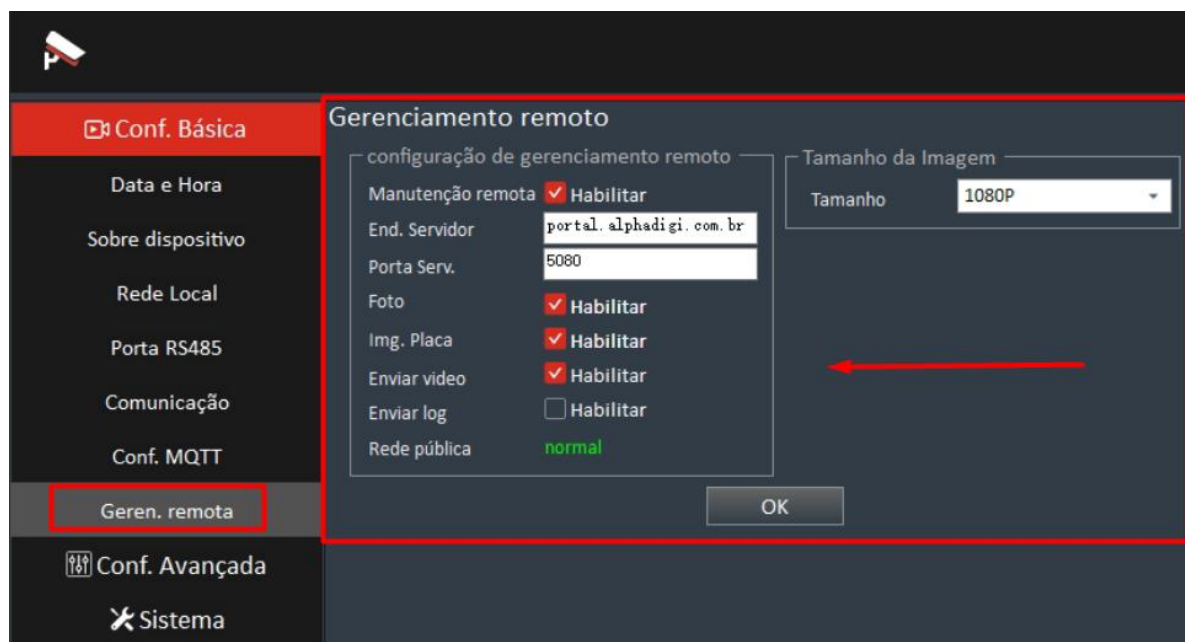 Conf. Básica
Data e Hora
Sobre dispositivo
Rede Local
Porta RS485
Comunicação
Conf. MQTT
Geren. remota
Conf. Avançada
Sistema
Gerenciamento remoto
configuração de gerenciamento remoto
Manutenção remota Habilitar
End. Servidor portal.alphadigi.com.br
Porta Serv. 5080
Foto Habilitar
Img. Placa Habilitar
Enviar video Habilitar
Enviar log Habilitar
Rede pública normal
Tamanho da Imagem
Tamanho 1080P
OK